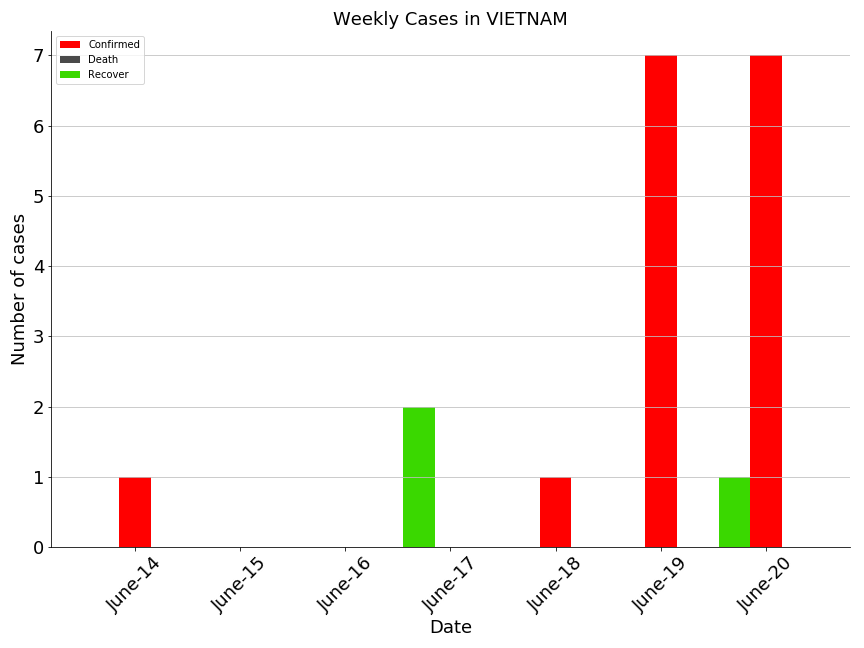 Weekly Cases in VIETNAM
Confirmed
Death
Recover
7
6
5
4
3
2
1
0
Number of cases
June-14
June-15
June-16
June-17
June-18
June-19
June-20
Date